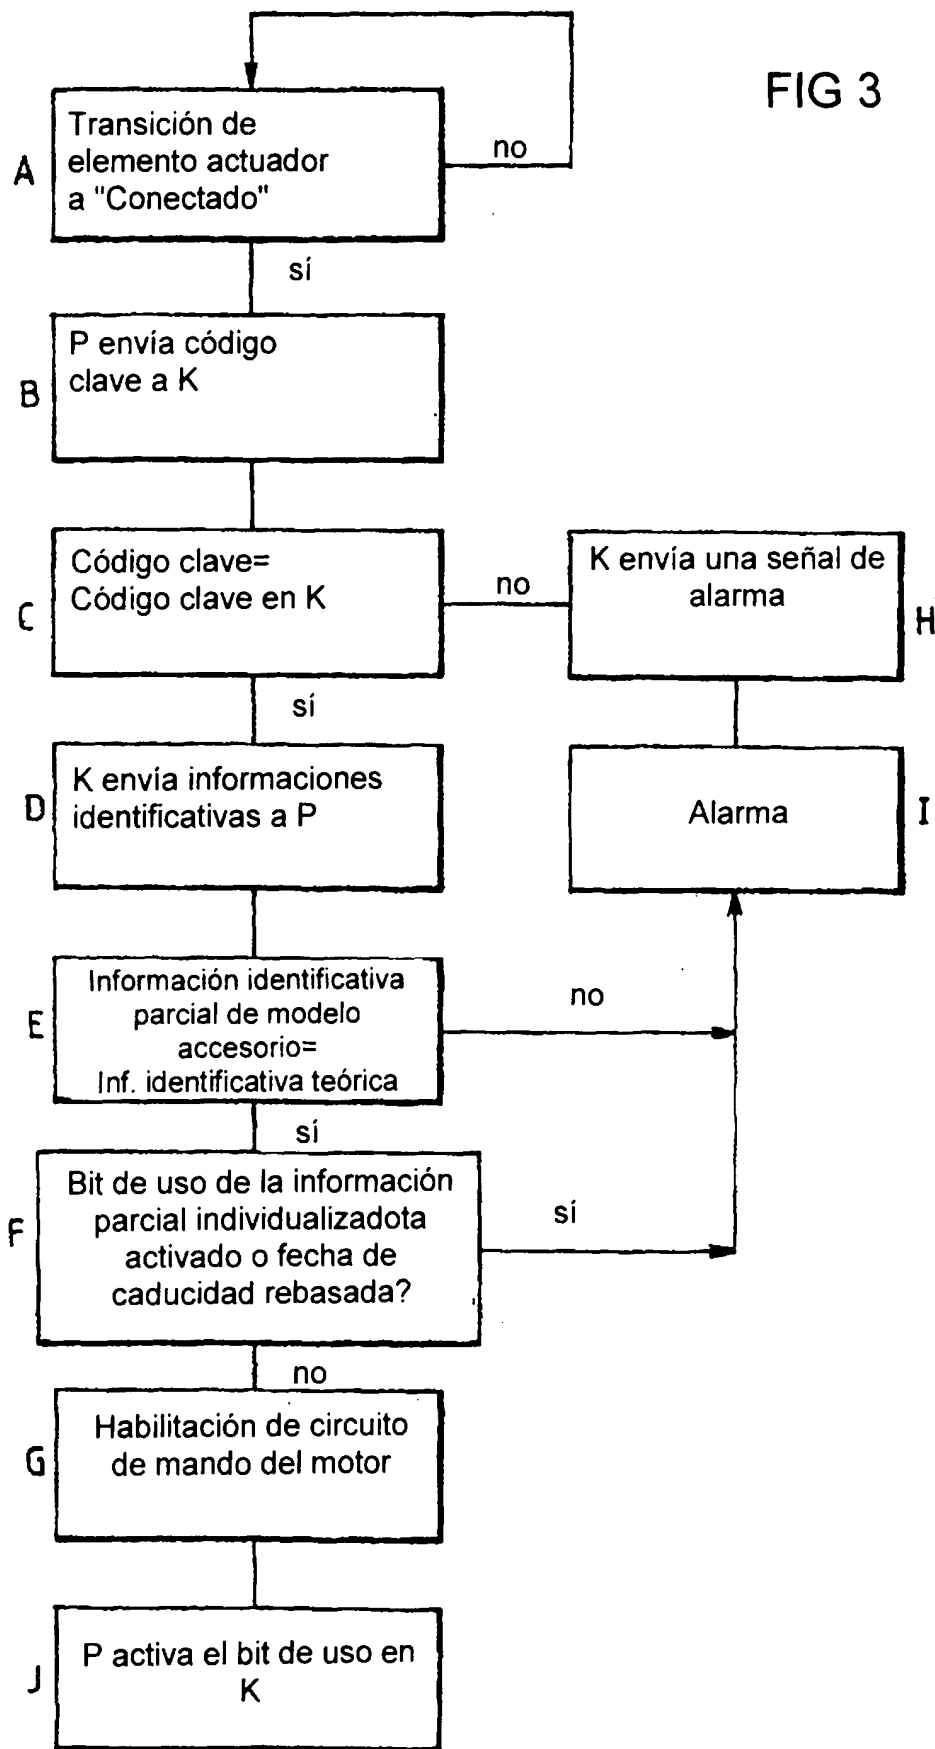 FIG 3
A
Transición de
elemento actuador
a "Conectado"
no
sí
B
P envía código
clave a K
C
Código clave=
Código clave en K
no
K envía una señal de
alarma
H
sí
D
K envía informaciones
identificativas a P
Alarma
I
E
Información identificativa
parcial de modelo
accesorio=
Inf. identificativa teórica
no
sí
F
Bit de uso de la información
parcial individualizadota
activado o fecha de
caducidad rebasada?
sí
no
G
Habilitación de circuito
de mando del motor
J
P activa el bit de uso en
K